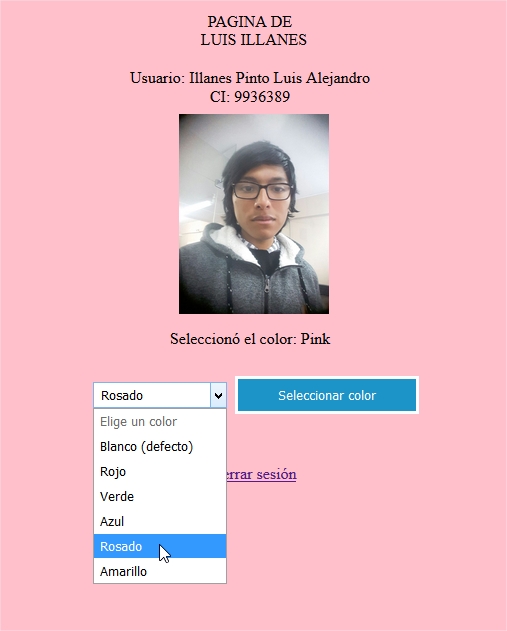 PAGINA DE
LUIS ILLANES
Usuario: Illanes Pinto Luis Alejandro
CI: 9936389
Seleccionó el color: Pink
Rosado
Seleccionar color
Elige un color
Blanco (defecto)
Rojo
Verde
Azul
Rosado
Amarillo
errar sesión